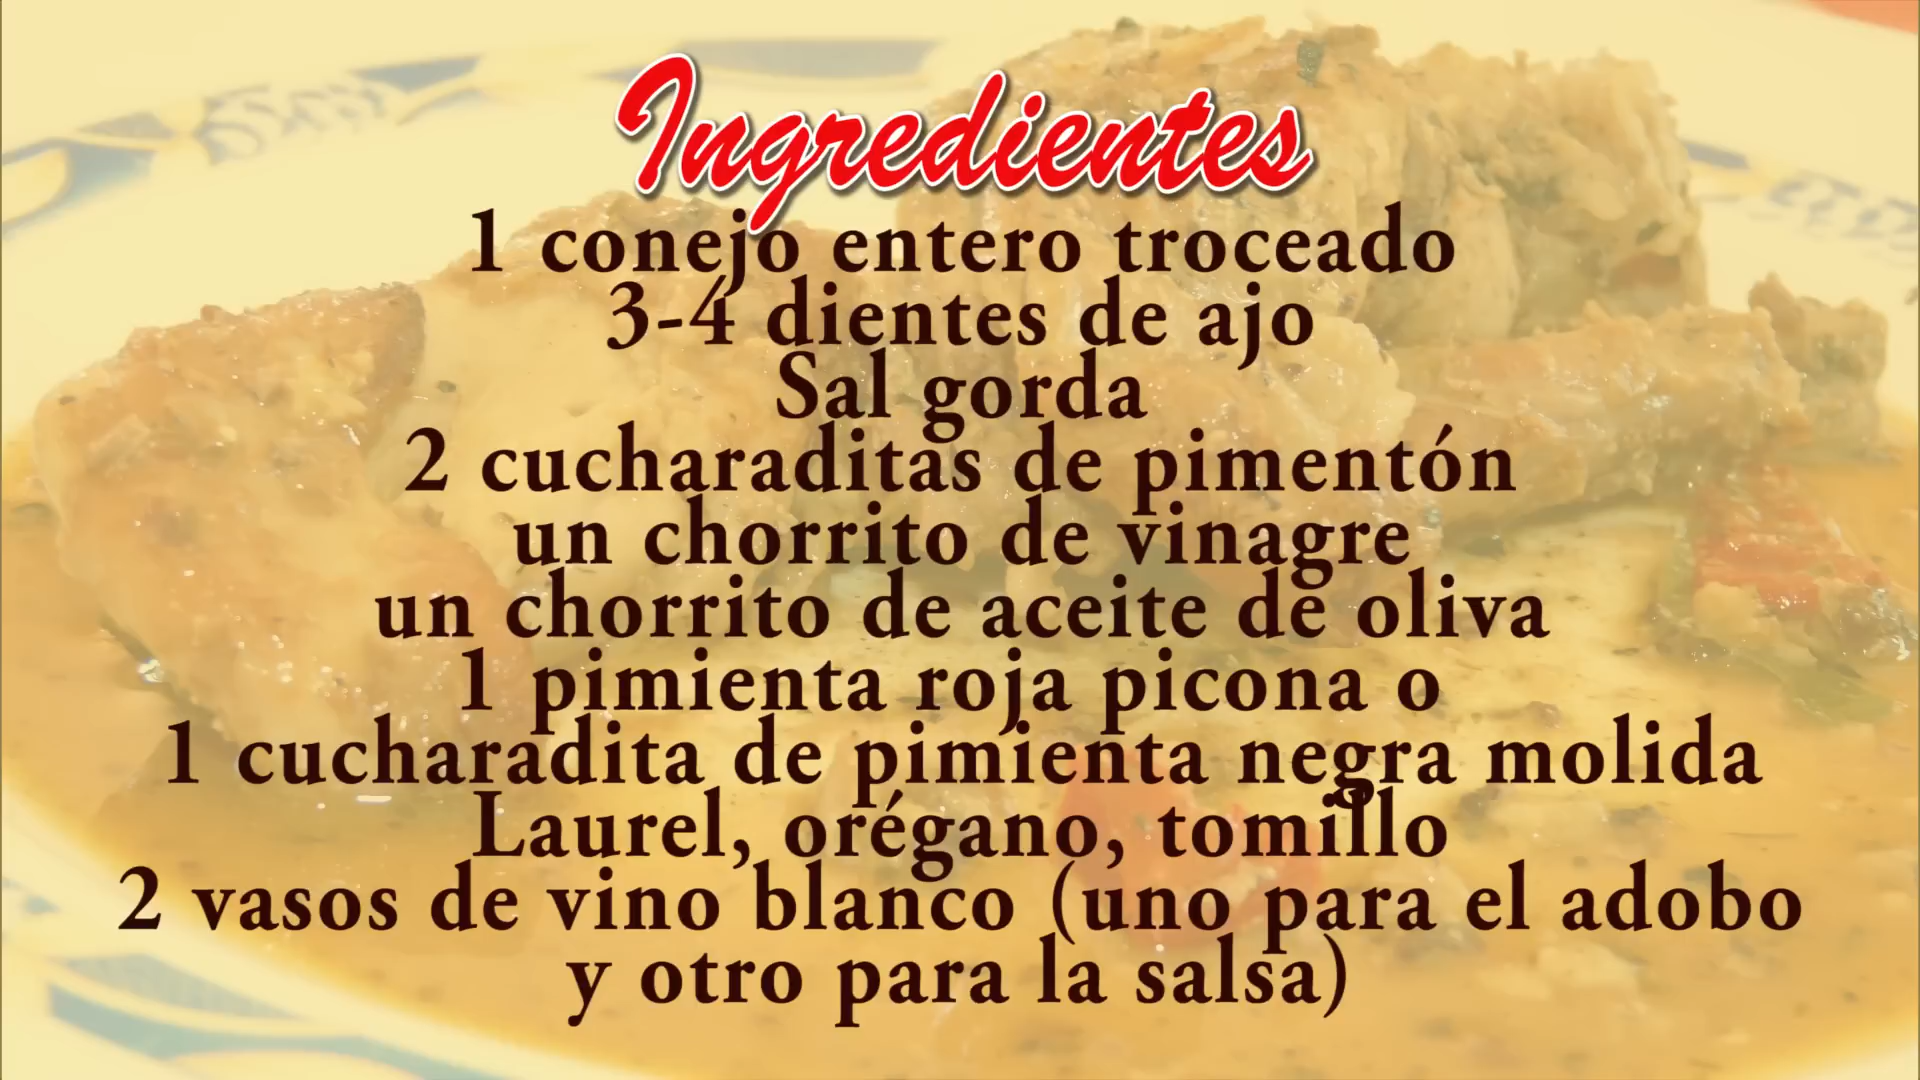 Ingredientes
1 conejo entero troceado
3-4 dientes de ajo
Sal gorda
2 cucharaditas de pimentón
un chorrito de vinagre
un chorrito de aceite de oliva
1 pimienta roja picona o
1 cucharadita de pimienta negra molida
Laurel, orégano, tomillo
2 vasos de vino blanco (uno para el adobo
y otro para la salsa)